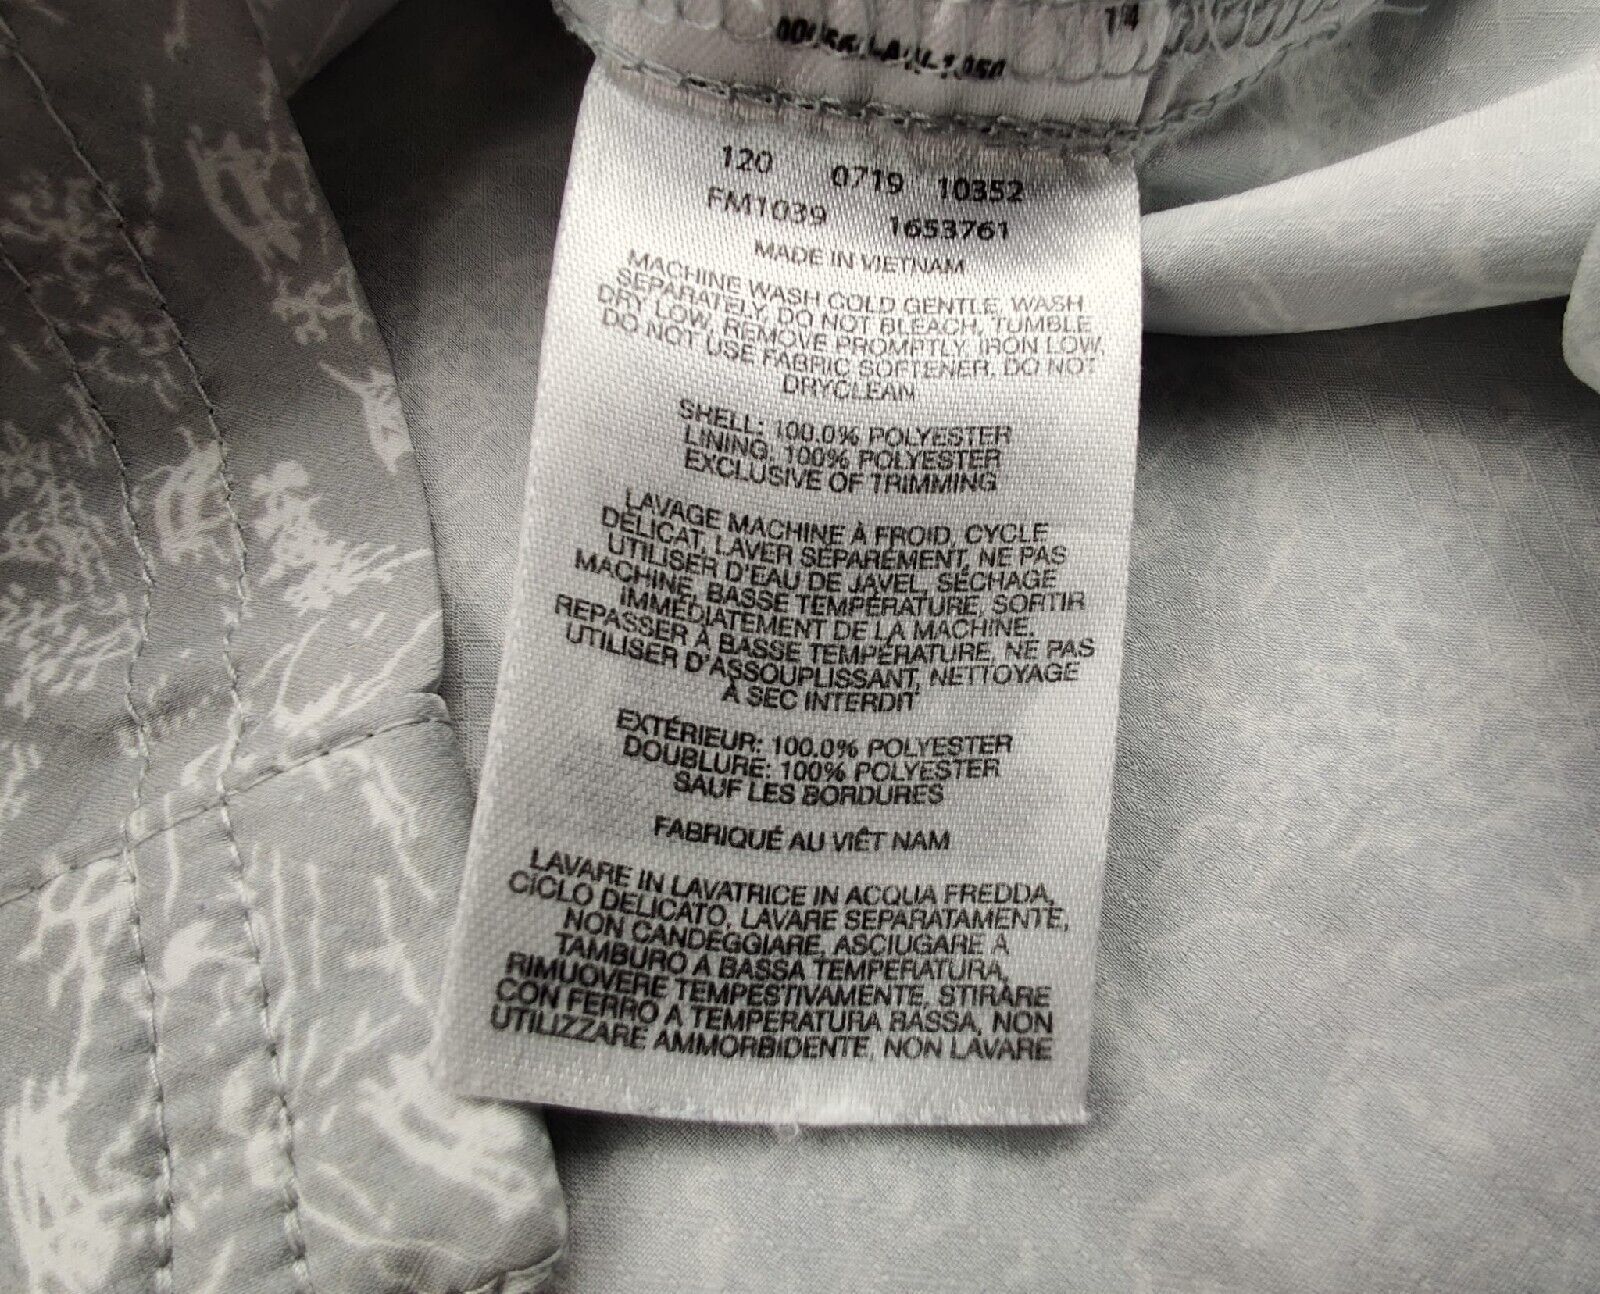 14
120 0719 10352
FM1039 1653761
MADE IN VIETNAM
MACHINE WASH COLD GENTLE, WASH
SEPARATELY, DO NOT BLEACH, TUMBLE
DRY LOW, REMOVE PROMPTLY, IRON LOW,
DO NOT USE FABRIC SOFTENER, DO NOT
DRYCLEAN
SHELL: 100.0% POLYESTER
LINING: 100% POLYESTER
EXCLUSIVE OF TRIMMING
LAVAGE MACHINE À FROID, CYCLE
DÉLICAT, LAVER SÉPARÉMENT, NE PAS
UTILISER D'EAU DE JAVEL, SÉCHAGE
MACHINE, BASSE TEMPÉRATURE, SORTIR
IMMÉDIATEMENT DE LA MACHINE.
REPASSER À BASSE TEMPÉRATURE, NE PAS
UTILISER D'ASSOUPLISSANT, NETTOYAGE
À SEC INTERDIT
EXTÉRIEUR: 100.0% POLYESTER
DOUBLURE: 100% POLYESTER
SAUF LES BORDURES
FABRIQUÉ AU VIÊT NAM
LAVARE IN LAVATRICE IN ACQUA FREDDA,
CICLO DELICATO, LAVARE SEPARATAMENTE,
NON CANDEGGIARE, ASCIUGARE A
TAMBURO A BASSA TEMPERATURA,
RIMUOVERE TEMPESTIVAMENTE, STIRARE
CON FERRO A TEMPERATURA BASSA, NON
UTILIZZARE AMMORBIDENTE, NON LAVARE